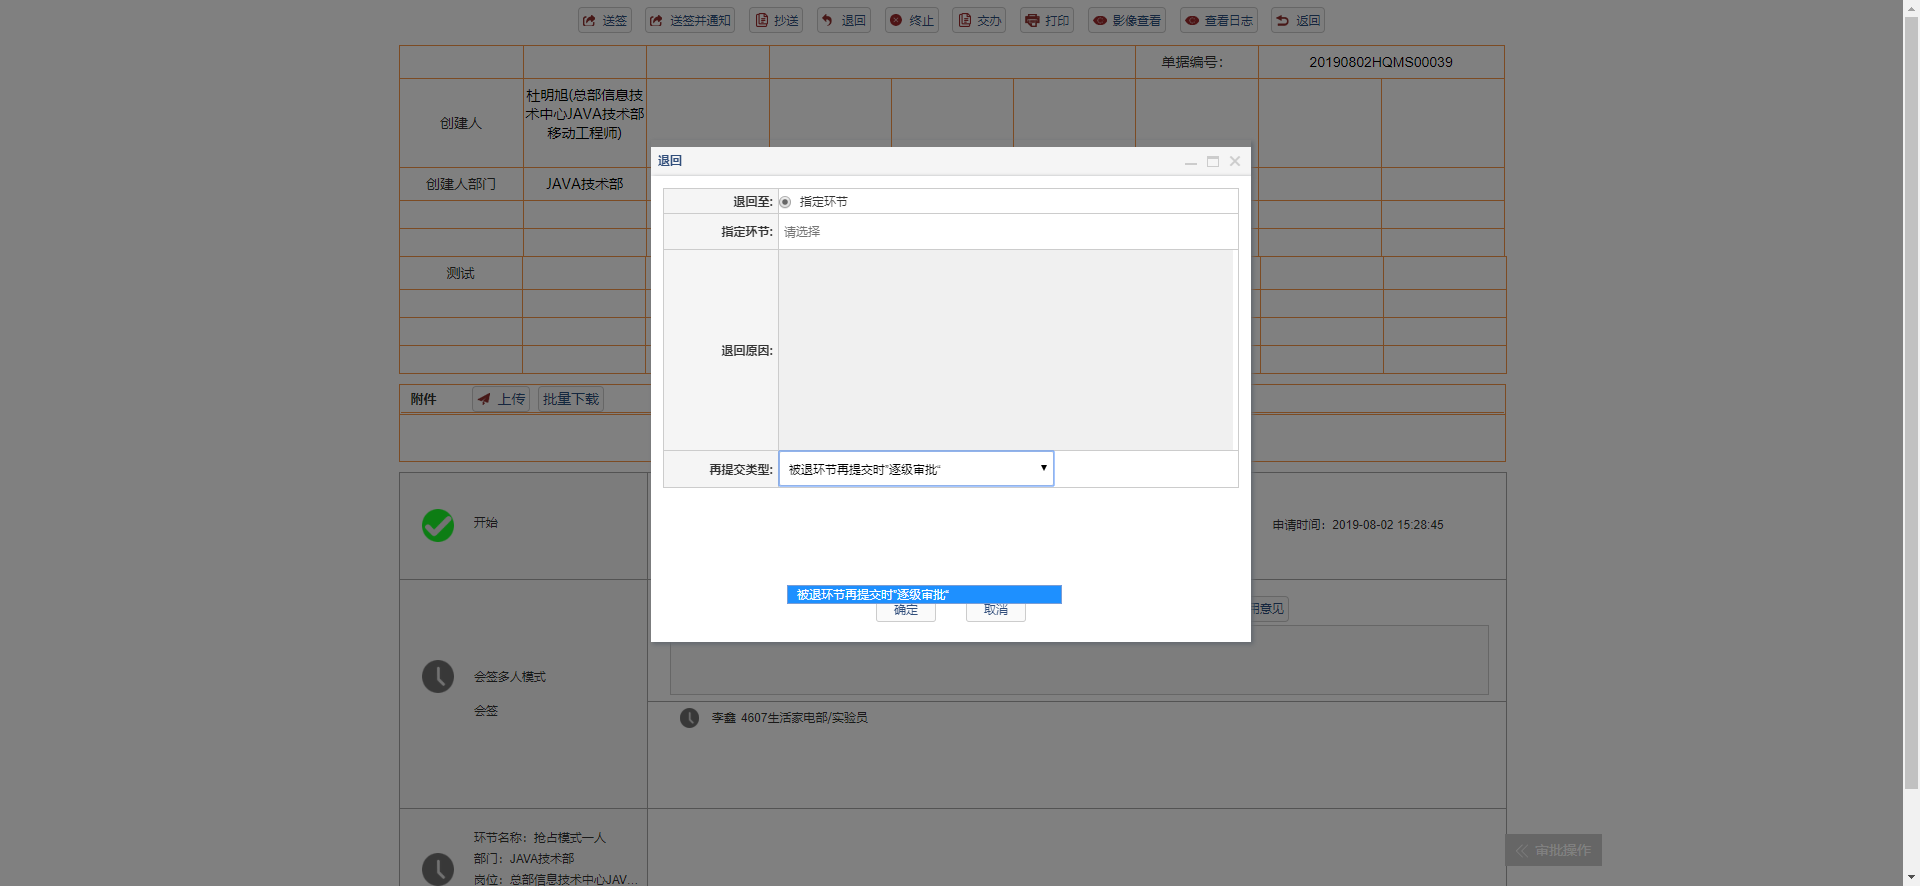 送签 送签并通知 抄送 退回 终止 交办 打印 影像查看 查看日志 返回
单据编号： 20190802HQMS00039
创建人 杜明旭(总部信息技
术中心JAVA技术部
移动工程师)
创建人部门 JAVA技术部
测试
附件 上传 批量下载
退回
退回至: 指定环节
指定环节: 请选择
退回原因:
再提交类型: 被退环节再提交时”逐级审批“
被退环节再提交时”逐级审批“
确定 取消
开始
申请时间：2019-08-02 15:28:45
会签多人模式
会签
用意见
李鑫 4607生活家电部/实验员
环节名称：抢占模式一人
部门：JAVA技术部
岗位：总部信息技术中心JAV...
审批操作